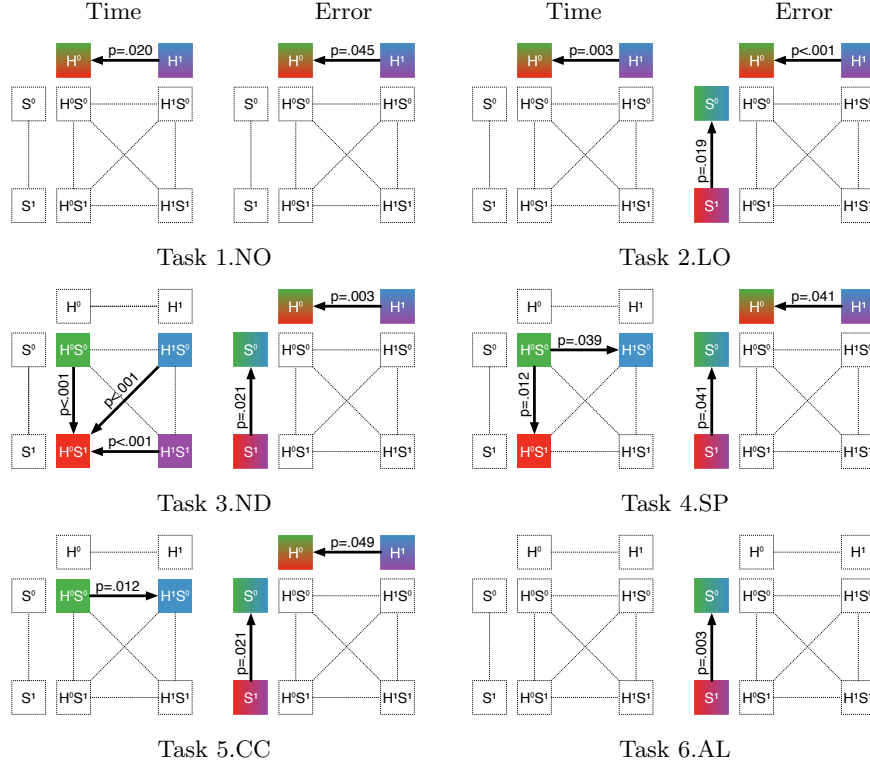 Time Error Time Error
H⁰ p=.020 H¹ H⁰ p=.045 H¹ H⁰ p=.003 H¹ H⁰ p<.001 H¹
S⁰ H⁰S⁰ H¹S⁰ S⁰ H⁰S⁰ H¹S⁰ S⁰ H⁰S⁰ H¹S⁰ S⁰ H⁰S⁰ H¹S⁰
p=.019
S¹ H⁰S¹ H¹S¹ S¹ H⁰S¹ H¹S¹ S¹ H⁰S¹ H¹S¹ S¹ H⁰S¹ H¹S¹
Task 1.NO Task 2.LO
H⁰ H¹ H⁰ p=.003 H¹ H⁰ H¹ H⁰ p=.041 H¹
S⁰ H⁰S⁰ H¹S⁰ S⁰ H⁰S⁰ H¹S⁰ S⁰ H⁰S⁰ p=.039 H¹S⁰ S⁰ H⁰S⁰ H¹S⁰
p<.001 p<.001 p=.021 p=.012 p=.041
S¹ H⁰S¹ p<.001 H¹S¹ S¹ H⁰S¹ H¹S¹ S¹ H⁰S¹ H¹S¹ S¹ H⁰S¹ H¹S¹
Task 3.ND Task 4.SP
H⁰ H¹ H⁰ p=.049 H¹ H⁰ H¹ H⁰ H¹
S⁰ H⁰S⁰ p=.012 H¹S⁰ S⁰ H⁰S⁰ H¹S⁰ S⁰ H⁰S⁰ H¹S⁰ S⁰ H⁰S⁰ H¹S⁰
p=.021 p=.003
S¹ H⁰S¹ H¹S¹ S¹ H⁰S¹ H¹S¹ S¹ H⁰S¹ H¹S¹ S¹ H⁰S¹ H¹S¹
Task 5.CC Task 6.AL